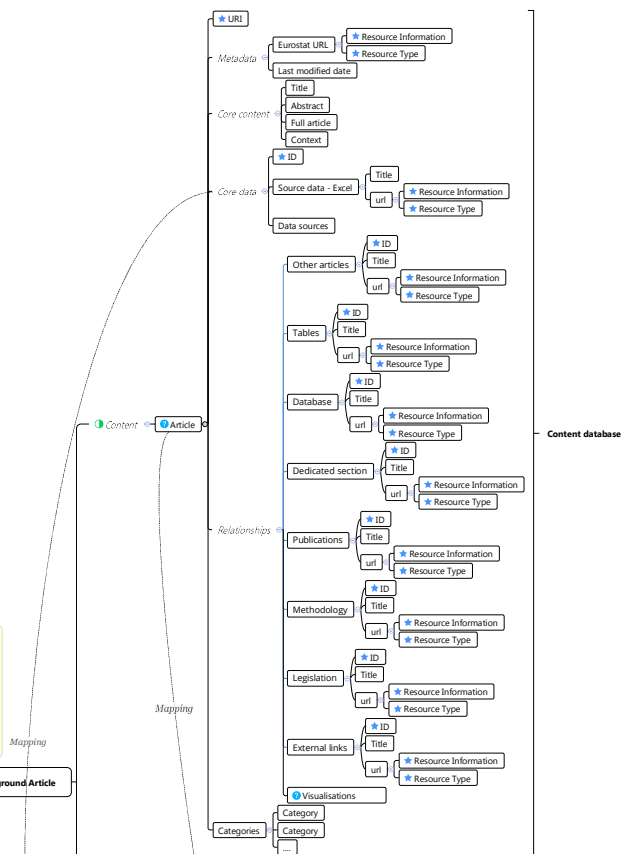 URI
Metadata
Eurostat URL
Resource Information
Resource Type
Last modified date
Core content
Title
Abstract
Full article
Context
Core data
ID
Source data - Excel
Title
url
Resource Information
Resource Type
Data sources
Content
Article
Relationships
Other articles
ID
Title
url
Resource Information
Resource Type
Tables
ID
Title
url
Resource Information
Resource Type
Database
ID
Title
url
Resource Information
Resource Type
Dedicated section
ID
Title
url
Resource Information
Resource Type
Publications
ID
Title
url
Resource Information
Resource Type
Methodology
ID
Title
url
Resource Information
Resource Type
Legislation
ID
Title
url
Resource Information
Resource Type
External links
ID
Title
url
Resource Information
Resource Type
Visualisations
Categories
Category
Category
....
Content database
Mapping
Mapping
ground Article